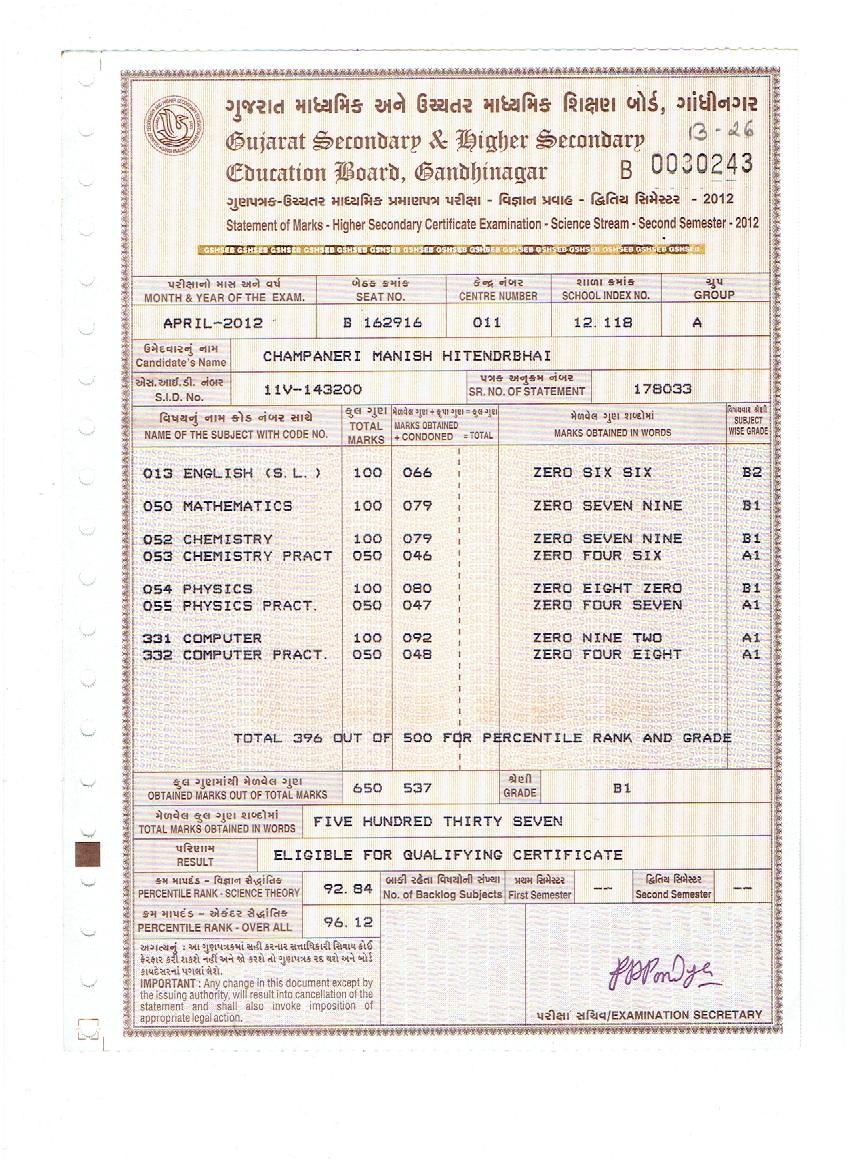 ગુજરાત માધ્યમિક અને ઉચ્ચતર માધ્યમિક શિક્ષણ બોર્ડ, ગાંધીનગર
Gujarat Secondary & Higher Secondary
B - 26
Education Board, Gandhinagar B 0030243
ગુણપત્રક-ઉચ્ચતર માધ્યમિક પ્રમાણપત્ર પરીક્ષા - વિજ્ઞાન પ્રવાહ - દ્વિતિય સિમેસ્ટર - 2012
Statement of Marks - Higher Secondary Certificate Examination - Science Stream - Second Semester - 2012
GSHSEB GSHSEB GSHSEB GSHSEB GSHSEB GSHSEB GSHSEB GSHSEB GSHSEB GSHSEB GSHSEB GSHSEB GSHSEB GSHSEB
પરીક્ષાનો માસ અને વર્ષ બેઠક ક્રમાંક કેન્દ્ર નંબર શાળા ક્રમાંક ગ્રુપ
MONTH & YEAR OF THE EXAM. SEAT NO. CENTRE NUMBER SCHOOL INDEX NO. GROUP
APRIL-2012 B 162916 011 12.118 A
ઉમેદવારનું નામ
Candidate's Name CHAMPANERI MANISH HITENDRBHAI
એસ.આઈ.ડી. નંબર પત્રક અનુક્રમ નંબર
S.I.D. No. 11V-143200 SR. NO. OF STATEMENT 178033
વિષયનું નામ કોડ નંબર સાથે કુલ ગુણ મેળવેલ ગુણ + કૃપા ગુણ = કુલ ગુણ મેળવેલ ગુણ શબ્દોમાં વિષયવાર શ્રેણી
NAME OF THE SUBJECT WITH CODE NO. TOTAL MARKS MARKS OBTAINED + CONDONED = TOTAL MARKS OBTAINED IN WORDS SUBJECT WISE GRADE
013 ENGLISH (S.L.) 100 066 ZERO SIX SIX B2
050 MATHEMATICS 100 079 ZERO SEVEN NINE B1
052 CHEMISTRY 100 079 ZERO SEVEN NINE B1
053 CHEMISTRY PRACT 050 046 ZERO FOUR SIX A1
054 PHYSICS 100 080 ZERO EIGHT ZERO B1
055 PHYSICS PRACT. 050 047 ZERO FOUR SEVEN A1
331 COMPUTER 100 092 ZERO NINE TWO A1
332 COMPUTER PRACT. 050 048 ZERO FOUR EIGHT A1
TOTAL 396 OUT OF 500 FOR PERCENTILE RANK AND GRADE
કુલ ગુણમાંથી મેળવેલ ગુણ શ્રેણી
OBTAINED MARKS OUT OF TOTAL MARKS 650 537 GRADE B1
મેળવેલ કુલ ગુણ શબ્દોમાં
TOTAL MARKS OBTAINED IN WORDS FIVE HUNDRED THIRTY SEVEN
પરિણામ
RESULT ELIGIBLE FOR QUALIFYING CERTIFICATE
ક્રમ માપદંડ - વિજ્ઞાન સૈદ્ધાંતિક બાકી રહેતા વિષયોની સંખ્યા પ્રથમ સિમેસ્ટર દ્વિતિય સિમેસ્ટર
PERCENTILE RANK - SCIENCE THEORY 92.84 No. of Backlog Subjects First Semester -- Second Semester --
ક્રમ માપદંડ - એકંદર સૈદ્ધાંતિક
PERCENTILE RANK - OVER ALL 96.12
અગત્યનું : આ ગુણપત્રકમાં સહી કરનાર સત્તાધિકારી સિવાય કોઈ
ફેરફાર કરી શકશે નહીં અને જો કરશે તો ગુણપત્રક રદ થશે અને બોર્ડ
કાયદેસરનાં પગલાં લેશે.
IMPORTANT : Any change in this document except by
the issuing authority, will result into cancellation of the
statement and shall also invoke imposition of
appropriate legal action.
પરીક્ષા સચિવ/EXAMINATION SECRETARY